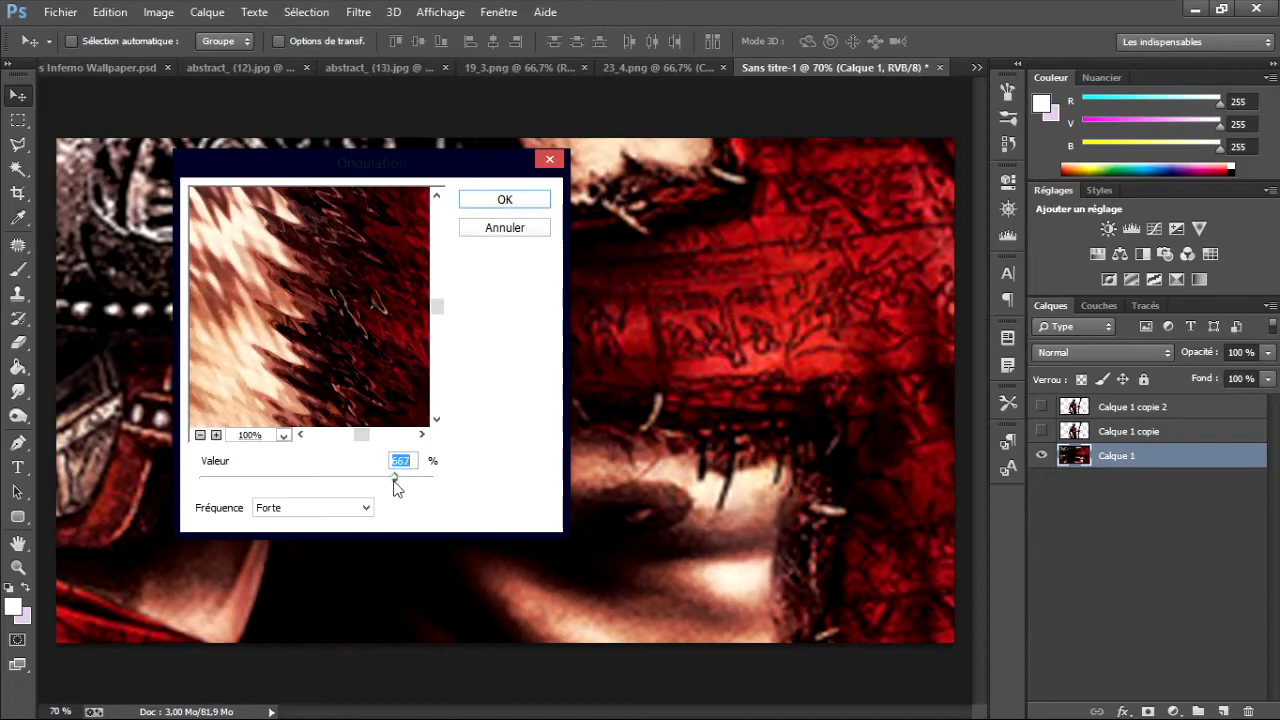 Ps Fichier Edition Image Calque Texte Sélection Filtre 3D Affichage Fenêtre Aide
Sélection automatique : Groupe Options de transf. Mode 3D : Les indispensables
s Inferno Wallpaper.psd × abstract_ (12).jpg @ ... × abstract_ (13).jpg @ ... × 19_3.png @ 66,7% (R... × 23_4.png @ 66,7% (C... × Sans titre-1 @ 70% (Calque 1, RVB/8) * ×
Couleur Nuancier
R 255
V 255
B 255
Réglages Styles
Ajouter un réglage
Calques Couches Tracés
Type
Normal Opacité : 100 %
Verrou : Fond : 100 %
Calque 1 copie 2
Calque 1 copie
Calque 1
Ondulation
OK
Annuler
100%
Valeur 667 %
Fréquence Forte
70 % Doc : 3,00 Mo/81,9 Mo